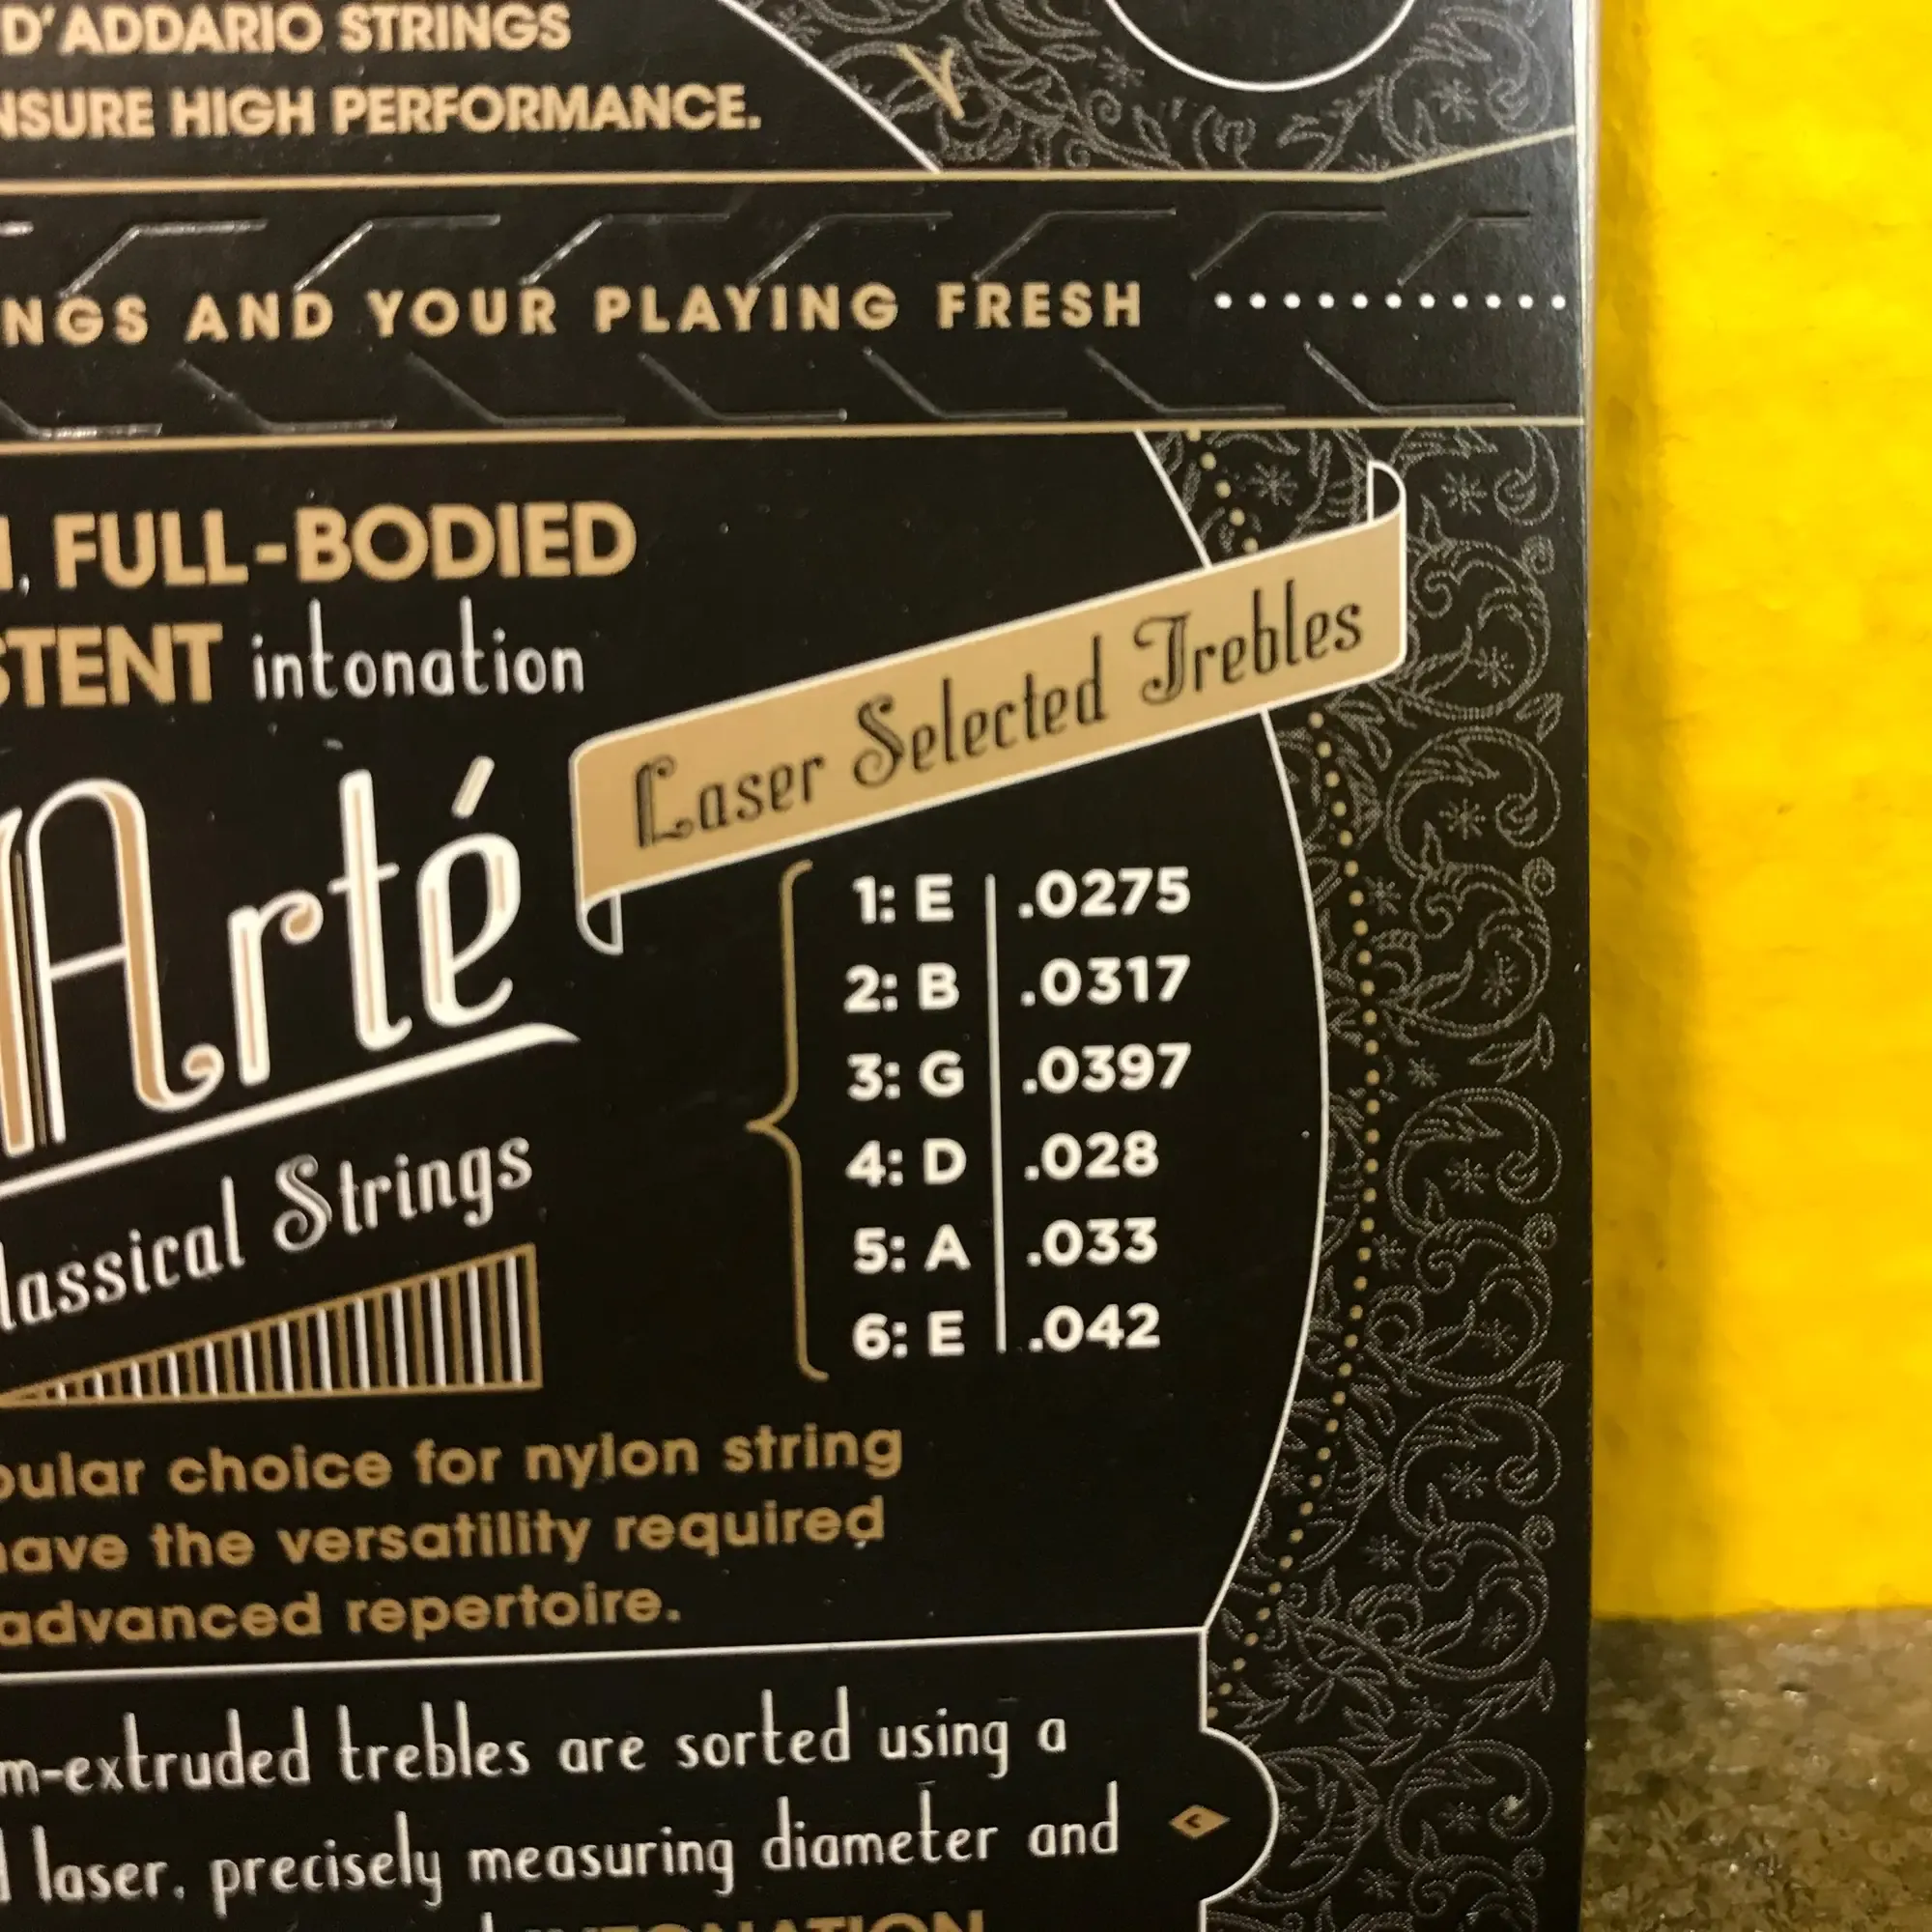 D'ADDARIO STRINGS
NSURE HIGH PERFORMANCE.
NGS AND YOUR PLAYING FRESH
, FULL-BODIED
STENT intonation
Laser Selected Trebles
Arté
lassical Strings
1: E .0275
2: B .0317
3: G .0397
4: D .028
5: A .033
6: E .042
pular choice for nylon string
have the versatility required
advanced repertoire.
m-extruded trebles are sorted using a
laser, precisely measuring diameter and
INTONATION